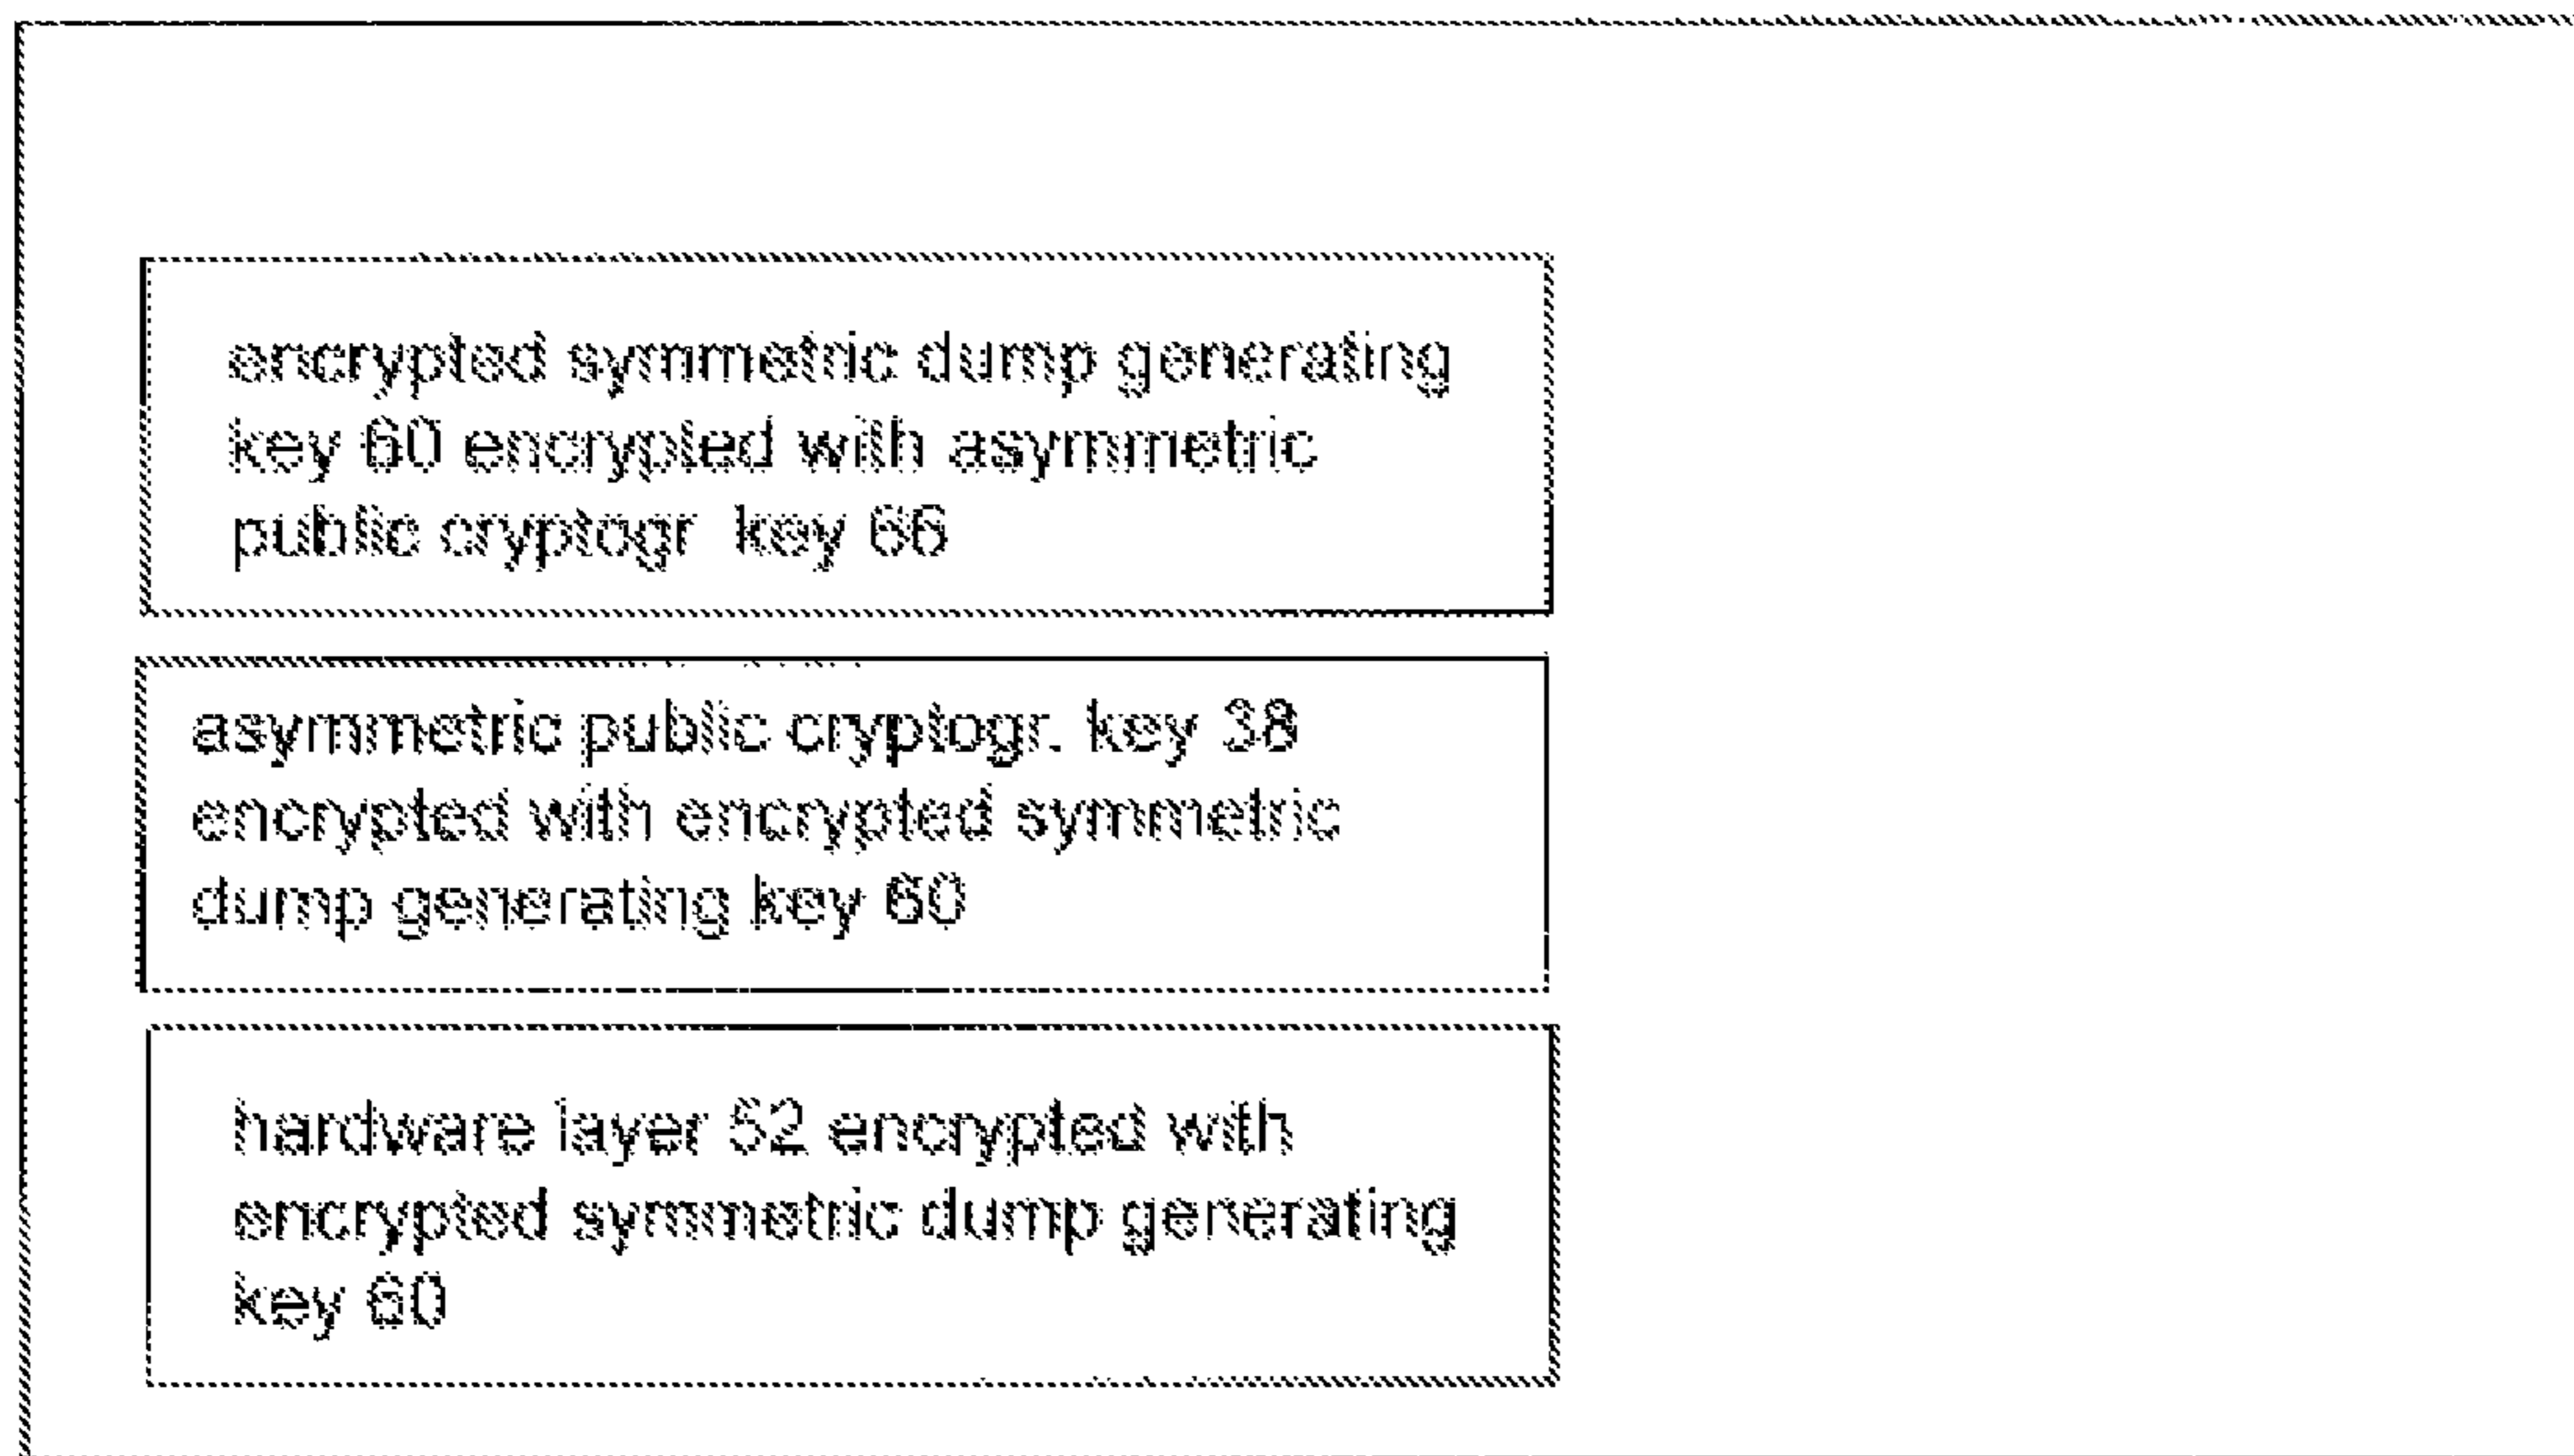 encrypted symmetric dump generating
key 60 encrypted with asymmetric
public cryptogr key 66
asymmetric public cryptogr. key 38
encrypted with encrypted symmetric
dump generating key 60
hardware layer 52 encrypted with
encrypted symmetric dump generating
key 60